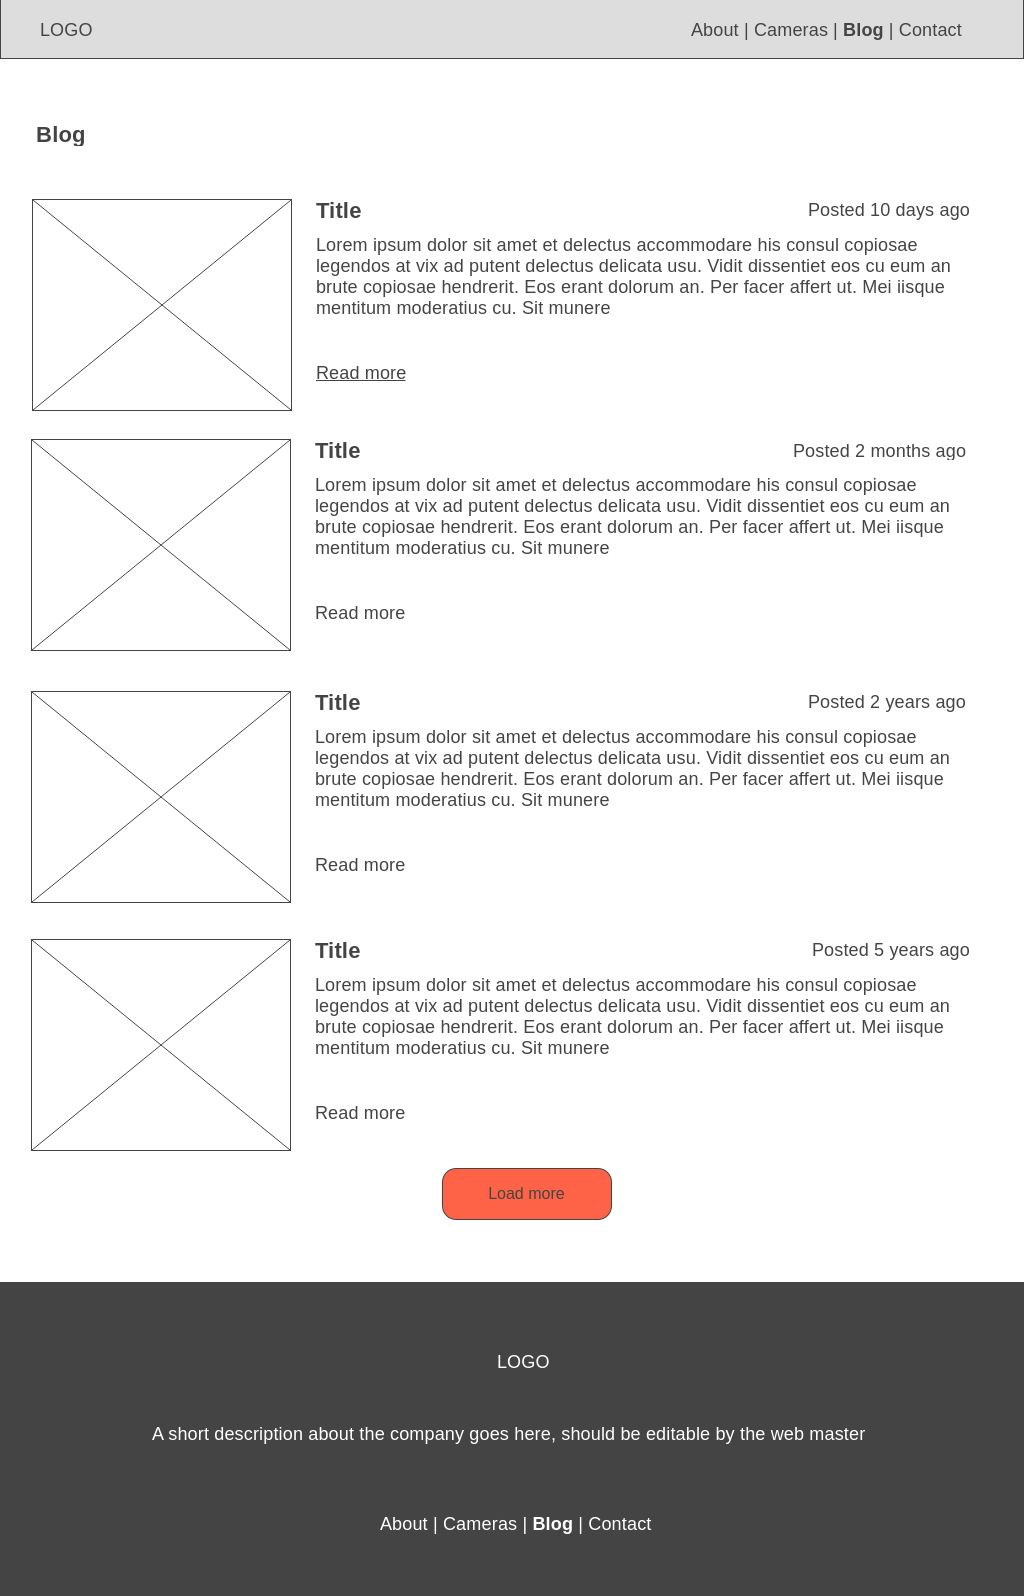 LOGO
About | Cameras | Blog | Contact
Blog
Title
Posted 10 days ago
Lorem ipsum dolor sit amet et delectus accommodare his consul copiosae
legendos at vix ad putent delectus delicata usu. Vidit dissentiet eos cu eum an
brute copiosae hendrerit. Eos erant dolorum an. Per facer affert ut. Mei iisque
mentitum moderatius cu. Sit munere
Read more
Title
Posted 2 months ago
Lorem ipsum dolor sit amet et delectus accommodare his consul copiosae
legendos at vix ad putent delectus delicata usu. Vidit dissentiet eos cu eum an
brute copiosae hendrerit. Eos erant dolorum an. Per facer affert ut. Mei iisque
mentitum moderatius cu. Sit munere
Read more
Title
Posted 2 years ago
Lorem ipsum dolor sit amet et delectus accommodare his consul copiosae
legendos at vix ad putent delectus delicata usu. Vidit dissentiet eos cu eum an
brute copiosae hendrerit. Eos erant dolorum an. Per facer affert ut. Mei iisque
mentitum moderatius cu. Sit munere
Read more
Title
Posted 5 years ago
Lorem ipsum dolor sit amet et delectus accommodare his consul copiosae
legendos at vix ad putent delectus delicata usu. Vidit dissentiet eos cu eum an
brute copiosae hendrerit. Eos erant dolorum an. Per facer affert ut. Mei iisque
mentitum moderatius cu. Sit munere
Read more
Load more
LOGO
A short description about the company goes here, should be editable by the web master
About | Cameras | Blog | Contact